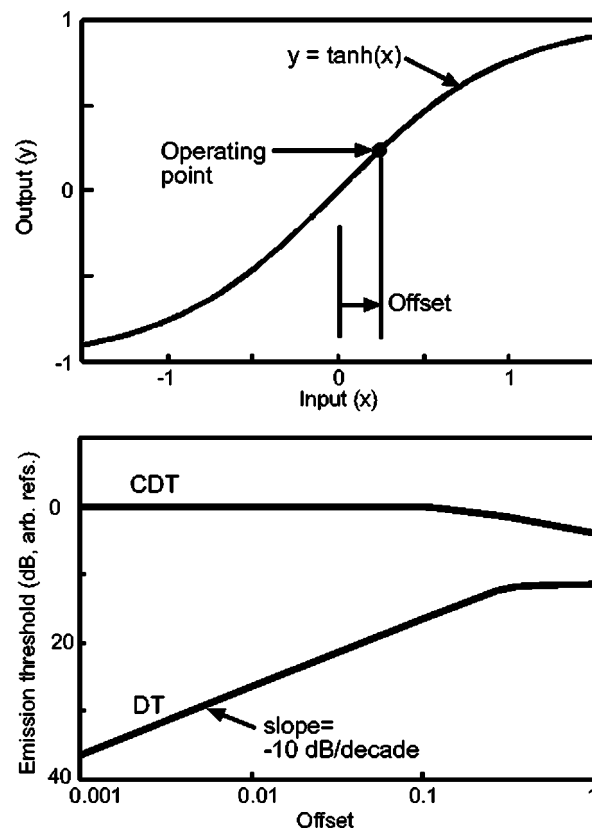 1
y = tanh(x)
Operating
point
Output (y)
0
Offset
-1
-1
0
1
Input (x)
CDT
0
Emission threshold (dB, arb. refs.)
20
DT
slope=
-10 dB/decade
40
0.001
0.01
0.1
1
Offset